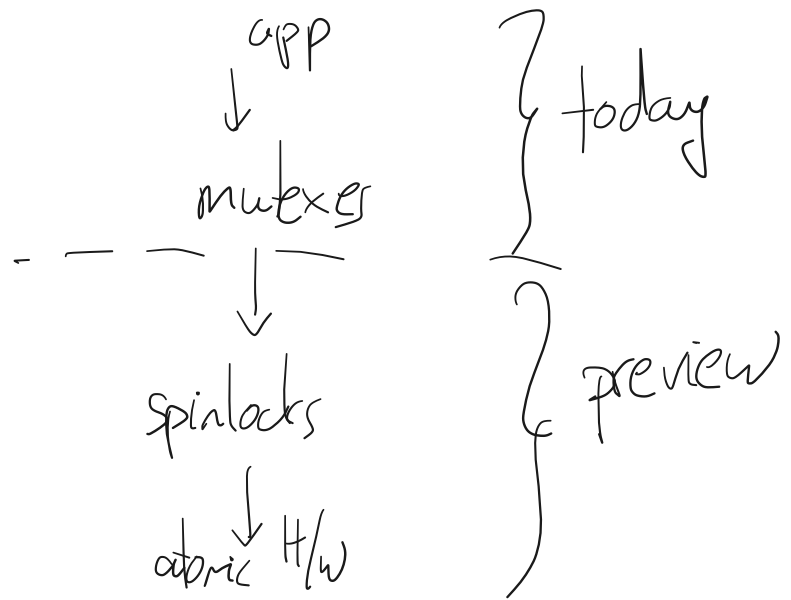 app
today
mutexes
spinlocks
preview
atomic H/W